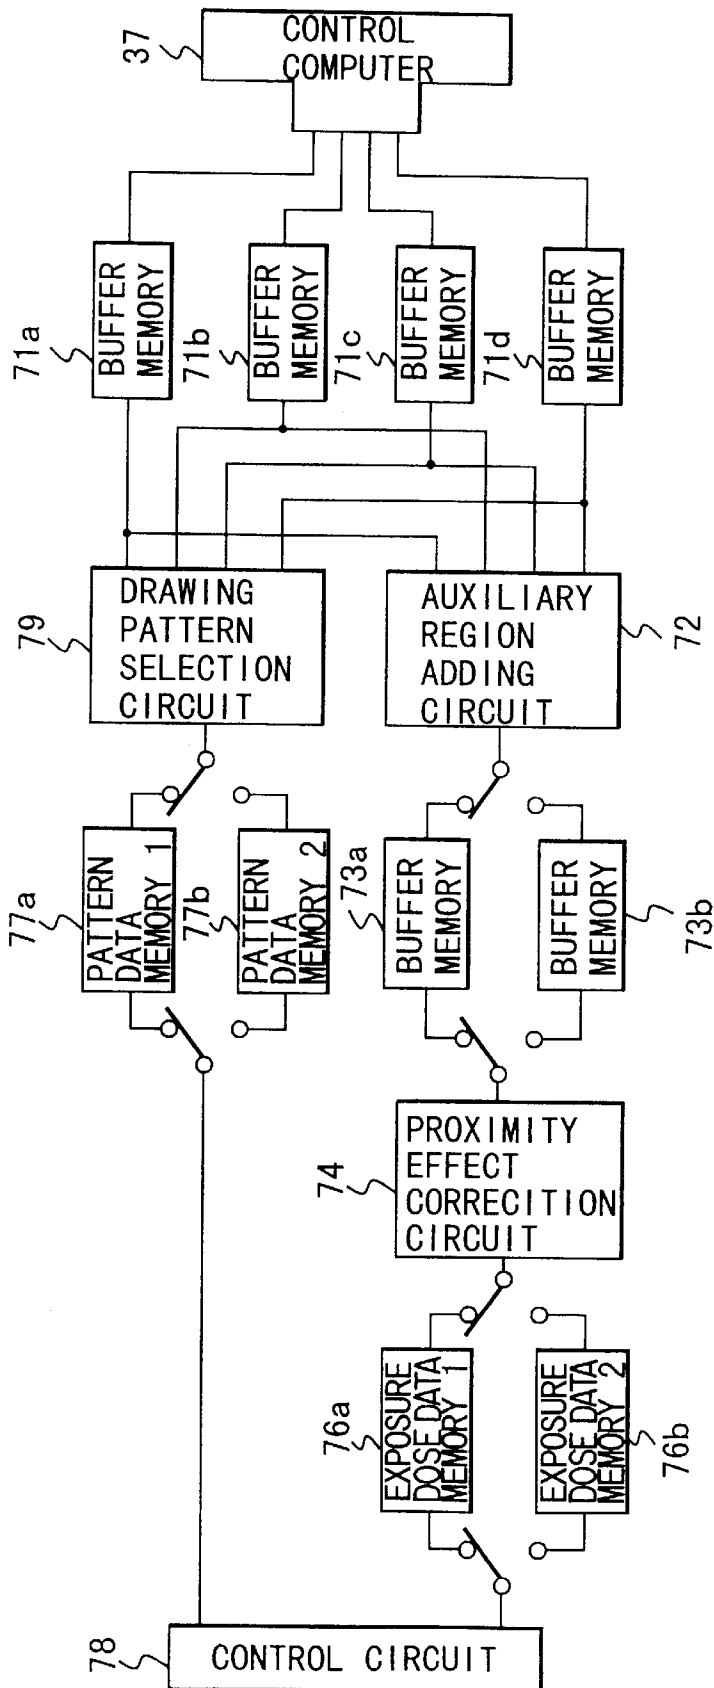 37
CONTROL
COMPUTER
71a
BUFFER
MEMORY
71b
BUFFER
MEMORY
71c
BUFFER
MEMORY
71d
BUFFER
MEMORY
79
DRAWING
PATTERN
SELECTION
CIRCUIT
AUXILIARY
REGION
ADDING
CIRCUIT
72
77a
PATTERN
DATA
MEMORY 1
77b
PATTERN
DATA
MEMORY 2
73a
BUFFER
MEMORY
BUFFER
MEMORY
73b
74
PROXIMITY
EFFECT
CORRECITION
CIRCUIT
76a
EXPOSURE
DOSE DATA
MEMORY 1
EXPOSURE
DOSE DATA
MEMORY 2
76b
78
CONTROL CIRCUIT